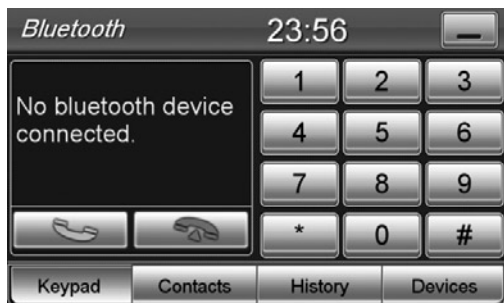 Bluetooth 23:56
No bluetooth device
connected.
1 2 3
4 5 6
7 8 9
* 0 #
Keypad Contacts History Devices